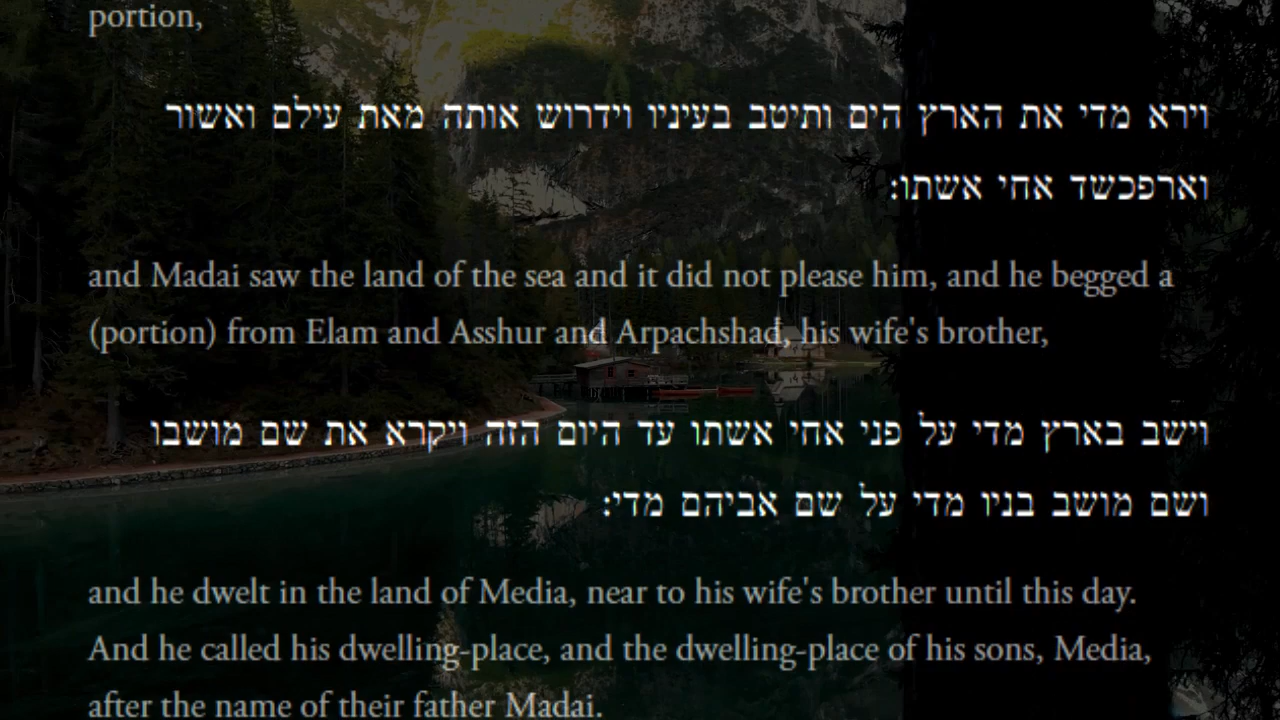 portion,
וירא מדי את הארץ הים ותיטב בעיניו וידרוש אותה מאת עילם ואשור
וארפכשד אחי אשתו:
and Madai saw the land of the sea and it did not please him, and he begged a
(portion) from Elam and Asshur and Arpachshad, his wife's brother,
וישב בארץ מדי על פני אחי אשתו עד היום הזה ויקרא את שם מושבו
ושם מושב בניו מדי על שם אביהם מדי:
and he dwelt in the land of Media, near to his wife's brother until this day.
And he called his dwelling-place, and the dwelling-place of his sons, Media,
after the name of their father Madai.